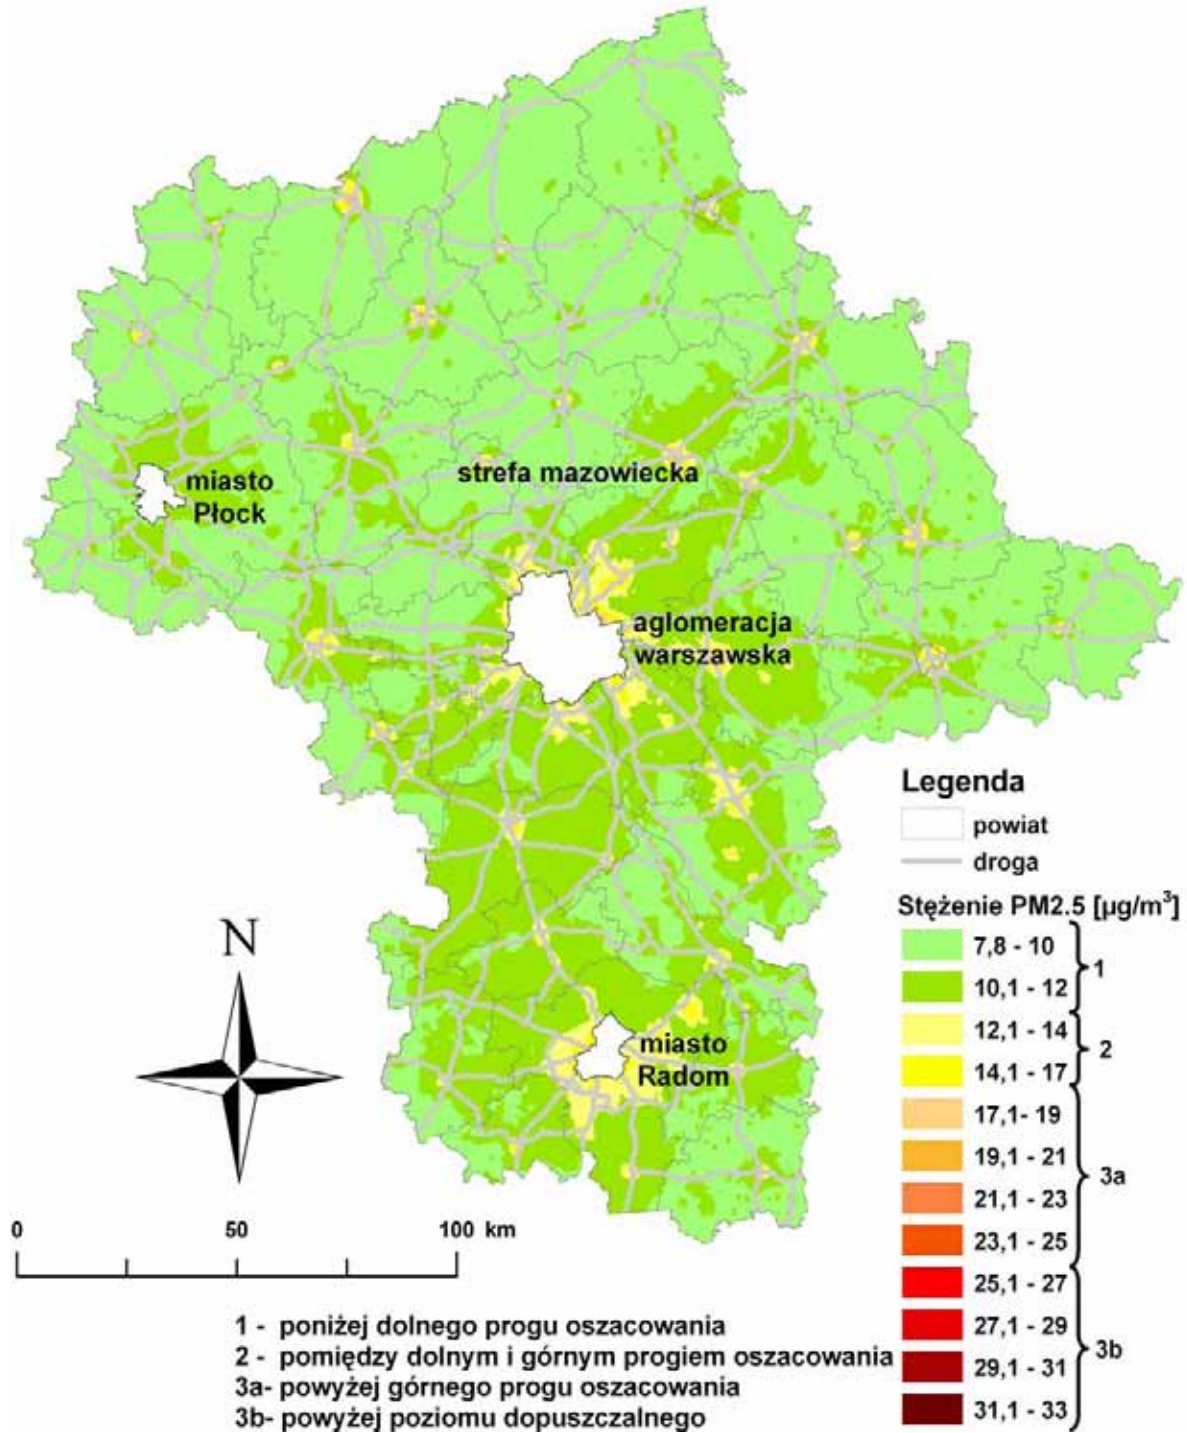 strefa mazowiecka
miasto
Płock
aglomeracja
warszawska
miasto
Radom
Legenda
powiat
droga
Stężenie PM2.5 [µg/m³]
7,8 - 10
10,1 - 12
1
12,1 - 14
14,1 - 17
2
17,1- 19
19,1 - 21
21,1 - 23
23,1 - 25
3a
25,1 - 27
27,1 - 29
29,1 - 31
31,1 - 33
3b
N
0 50 100 km
1 - poniżej dolnego progu oszacowania
2 - pomiędzy dolnym i górnym progiem oszacowania
3a- powyżej górnego progu oszacowania
3b- powyżej poziomu dopuszczalnego